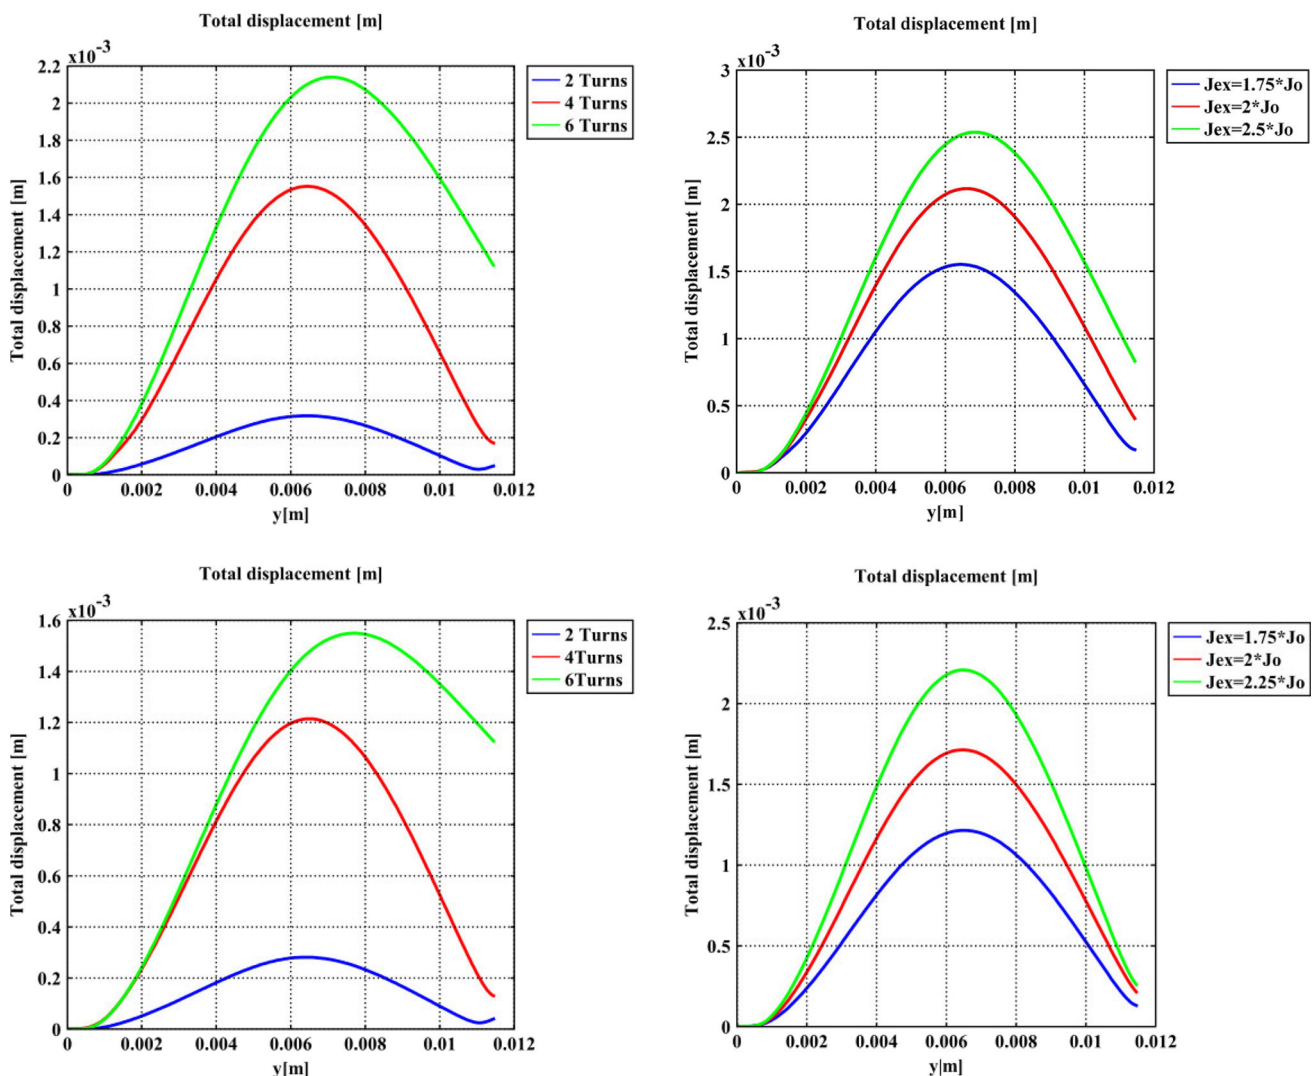 Total displacement [m]
x10-3
2.2
2
1.8
1.6
1.4
1.2
1
0.8
0.6
0.4
0.2
0
Total displacement [m]
0 0.002 0.004 0.006 0.008 0.01 0.012
y[m]
2 Turns
4 Turns
6 Turns
Total displacement [m]
x10-3
3
2.5
2
1.5
1
0.5
0
Total displacement [m]
0 0.002 0.004 0.006 0.008 0.01 0.012
y[m]
Jex=1.75*Jo
Jex=2*Jo
Jex=2.5*Jo
Total displacement [m]
x10-3
1.6
1.4
1.2
1
0.8
0.6
0.4
0.2
0
Total displacement [m]
0 0.002 0.004 0.006 0.008 0.01 0.012
y[m]
2 Turns
4Turns
6Turns
Total displacement [m]
x10-3
2.5
2
1.5
1
0.5
0
Total displacement [m]
0 0.002 0.004 0.006 0.008 0.01 0.012
y|m]
Jex=1.75*Jo
Jex=2*Jo
Jex=2.25*Jo